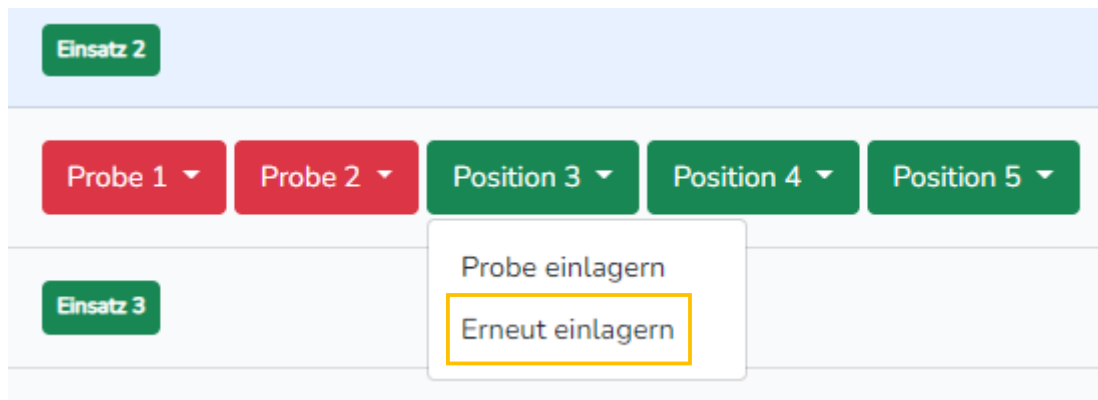 Einsatz 2
Probe 1 Probe 2 Position 3 Position 4 Position 5
Probe einlagern
Einsatz 3
Erneut einlagern